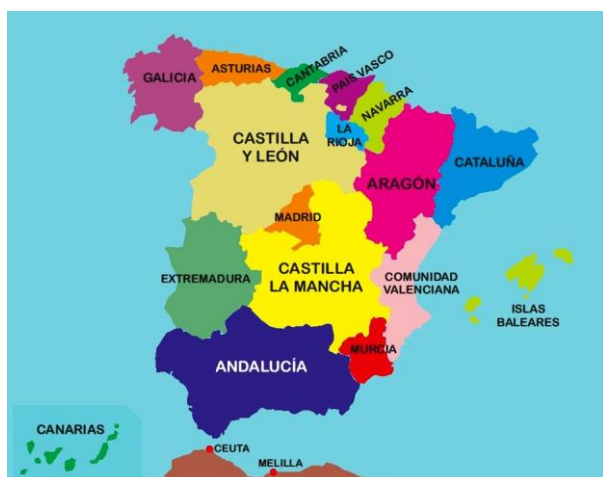 GALICIA
ASTURIAS
CANTABRIA
PAIS VASCO
NAVARRA
LA
RIOJA
CASTILLA
Y LEÓN
ARAGÓN
CATALUÑA
MADRID
EXTREMADURA
CASTILLA
LA MANCHA
COMUNIDAD
VALENCIANA
ISLAS
BALEARES
MURCIA
ANDALUCÍA
CANARIAS
CEUTA
MELILLA